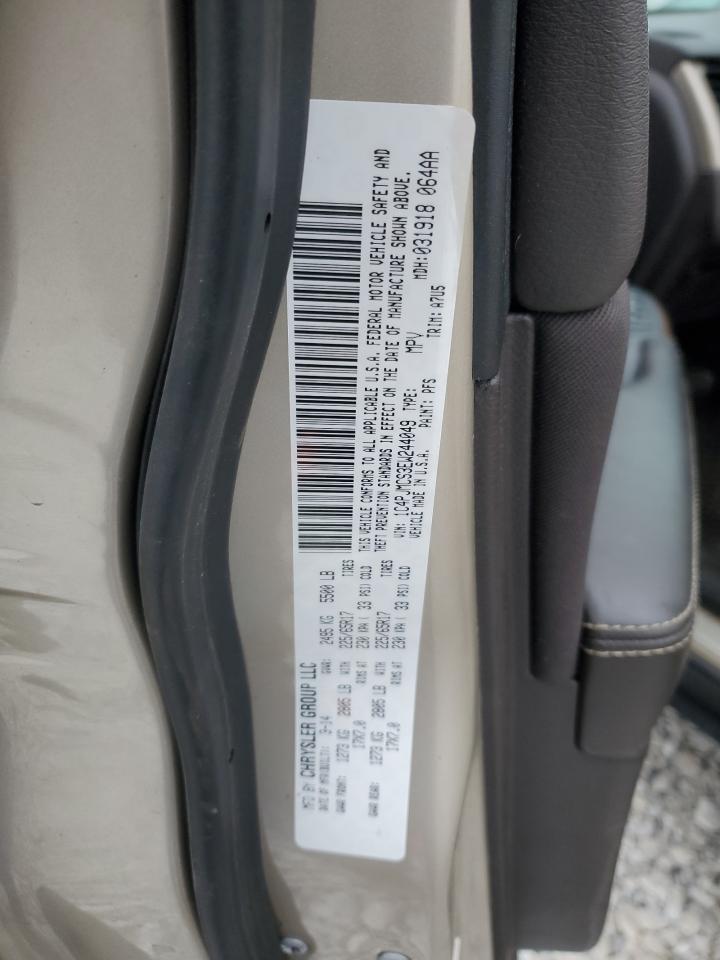 MFD BY CHRYSLER GROUP LLC
DATE OF MFR(BUILT): 3-14 GVWR: 2495 KG 5500 LB
GAWR FRONT: 1273 KG 2805 LB WITH 225/65R17 TIRES
17X7.0 RIMS AT 230 KPA( 33 PSI) COLD
GAWR REAR: 1273 KG 2805 LB WITH 225/65R17 TIRES
17X7.0 RIMS AT 230 KPA( 33 PSI) COLD
THIS VEHICLE CONFORMS TO ALL APPLICABLE U.S.A. FEDERAL MOTOR VEHICLE SAFETY AND
THEFT PREVENTION STANDARDS IN EFFECT ON THE DATE OF MANUFACTURE SHOWN ABOVE.
VIN: 1C4PJMCS3EW244049 TYPE: MPV MDH:031918 064AA
VEHICLE MADE IN U.S.A. PAINT: PFS TRIM: A7U5